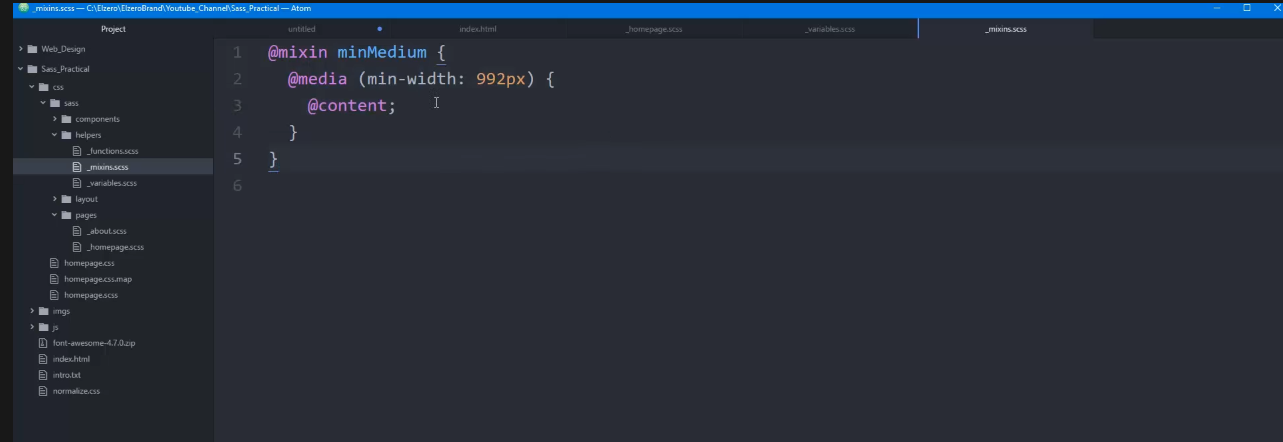 _mixins.scss — C:\Elzero\ElzeroBrand\Youtube_Channel\Sass_Practical — Atom
Project
untitled
index.html
_homepage.scss
_variables.scss
_mixins.scss
Web_Design
Sass_Practical
css
sass
components
helpers
_functions.scss
_mixins.scss
_variables.scss
layout
pages
_about.scss
_homepage.scss
homepage.css
homepage.css.map
homepage.scss
imgs
js
font-awesome-4.7.0.zip
index.html
intro.txt
normalize.css
1 @mixin minMedium {
2 @media (min-width: 992px) {
3 @content;
4 }
5 }
6